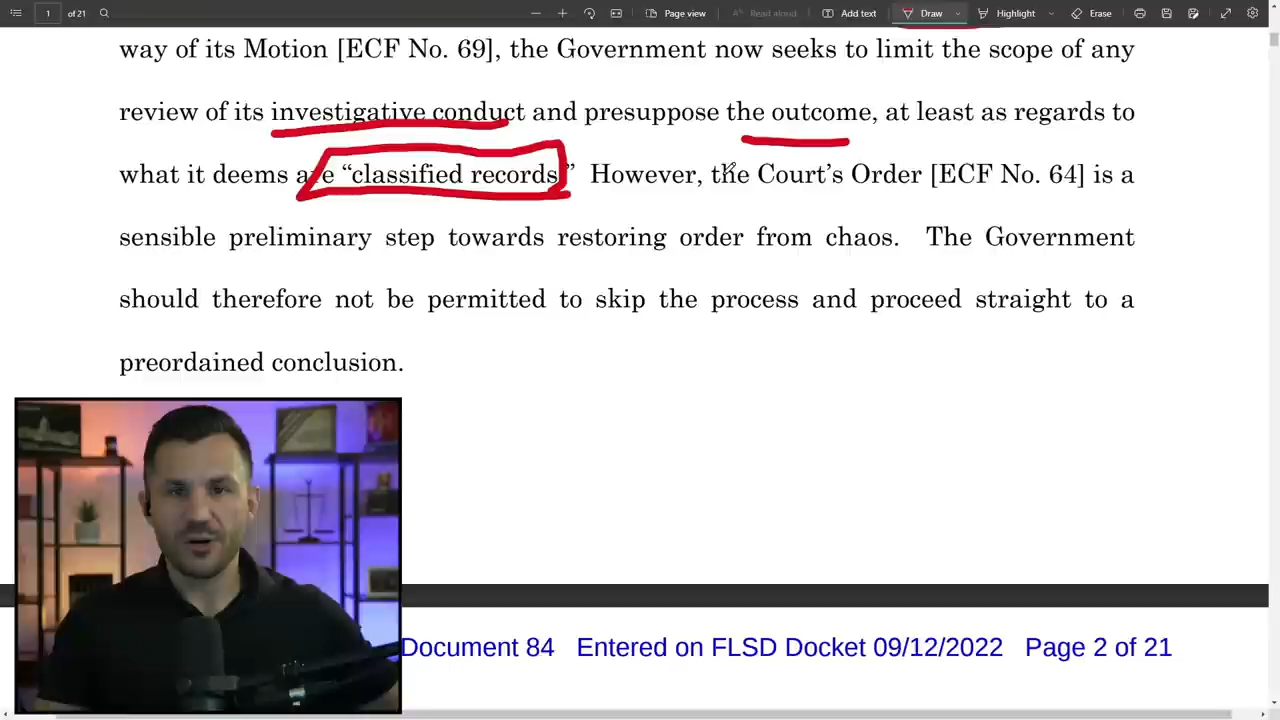 1 of 21 Page view Read aloud Add text Draw Highlight Erase
way of its Motion [ECF No. 69], the Government now seeks to limit the scope of any
review of its investigative conduct and presuppose the outcome, at least as regards to
what it deems are “classified records.” However, the Court’s Order [ECF No. 64] is a
sensible preliminary step towards restoring order from chaos. The Government
should therefore not be permitted to skip the process and proceed straight to a
preordained conclusion.
Document 84 Entered on FLSD Docket 09/12/2022 Page 2 of 21